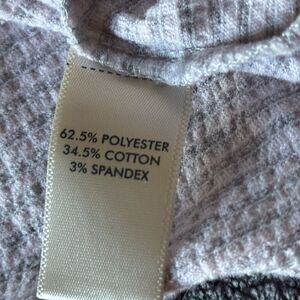 62.5% POLYESTER
34.5% COTTON
3% SPANDEX